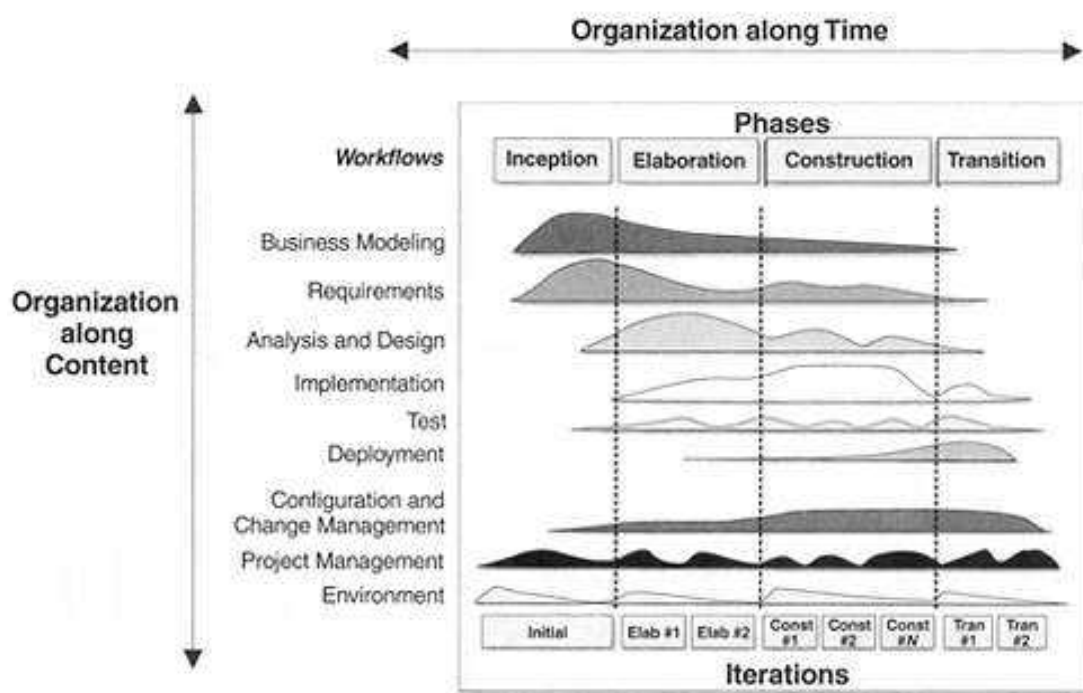 Organization along Time
Phases
Workflows
Inception
Elaboration
Construction
Transition
Business Modeling
Requirements
Analysis and Design
Implementation
Test
Deployment
Configuration and
Change Management
Project Management
Environment
Organization
along
Content
Initial
Elab #1
Elab #2
Const
#1
Const
#2
Const
#N
Tran
#1
Tran
#2
Iterations